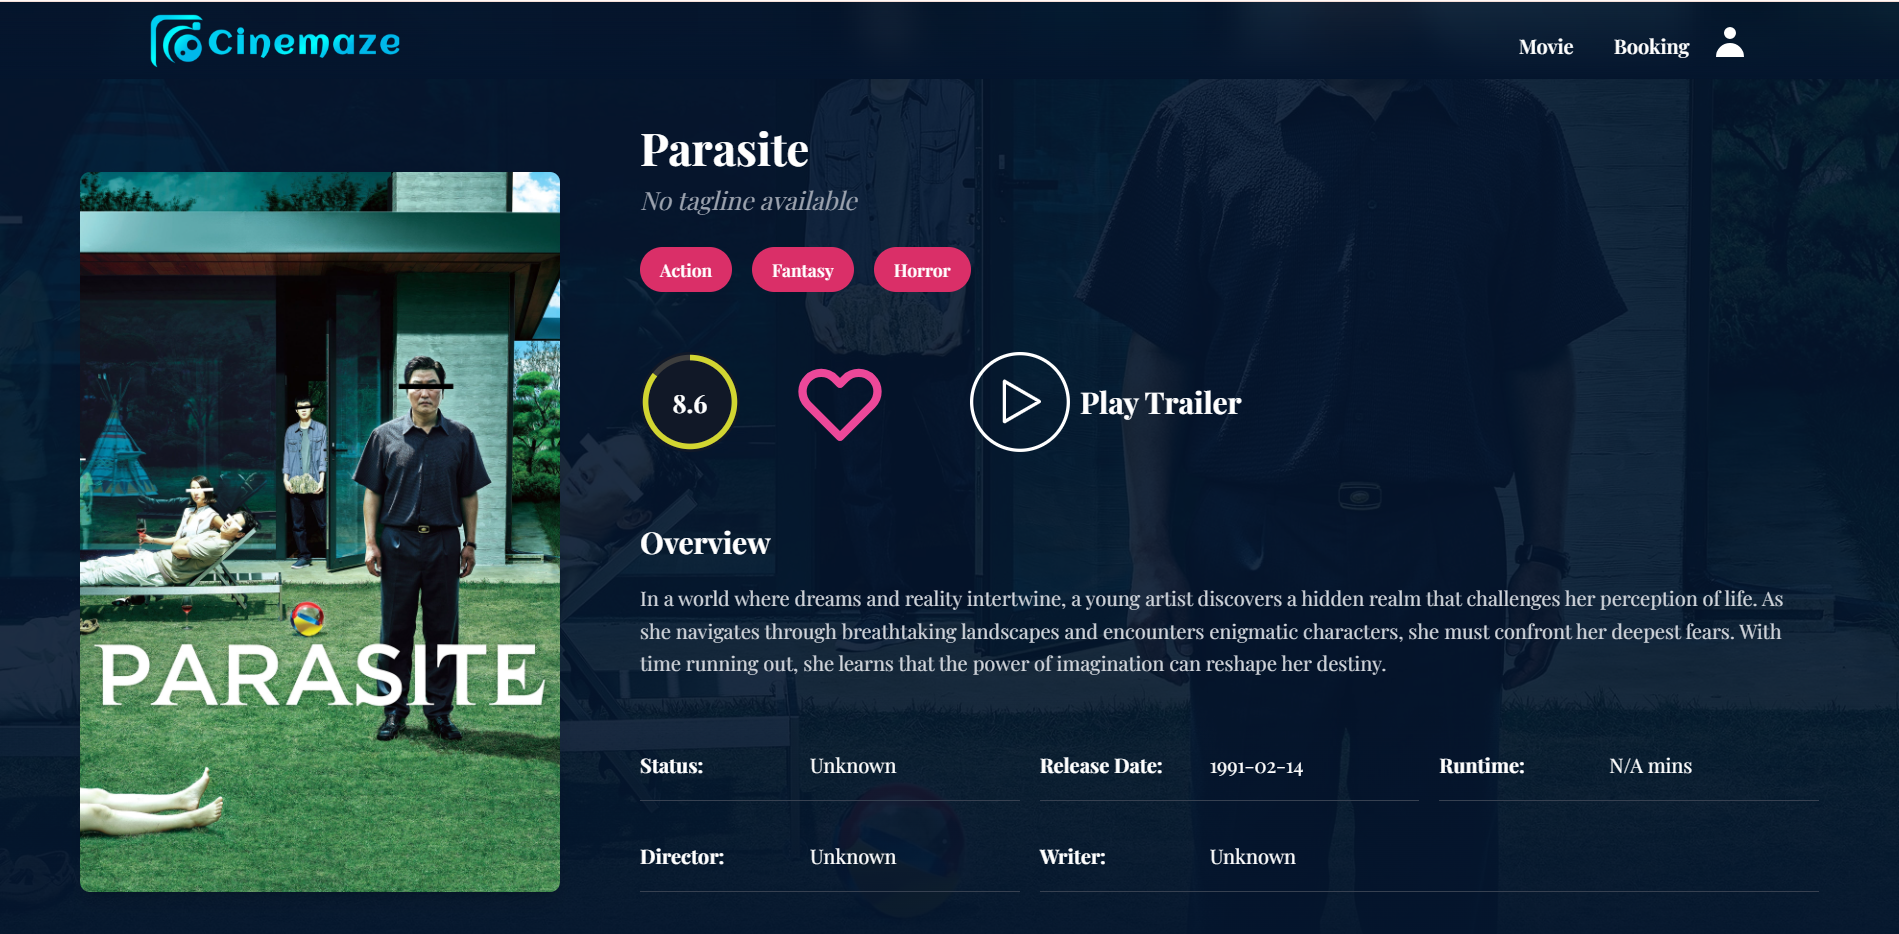 Cinemaze
Movie
Booking
Parasite
No tagline available
Action
Fantasy
Horror
8.6
Play Trailer
PARASITE
Overview
In a world where dreams and reality intertwine, a young artist discovers a hidden realm that challenges her perception of life. As
she navigates through breathtaking landscapes and encounters enigmatic characters, she must confront her deepest fears. With
time running out, she learns that the power of imagination can reshape her destiny.
Status: Unknown
Release Date: 1991-02-14
Runtime: N/A mins
Director: Unknown
Writer: Unknown